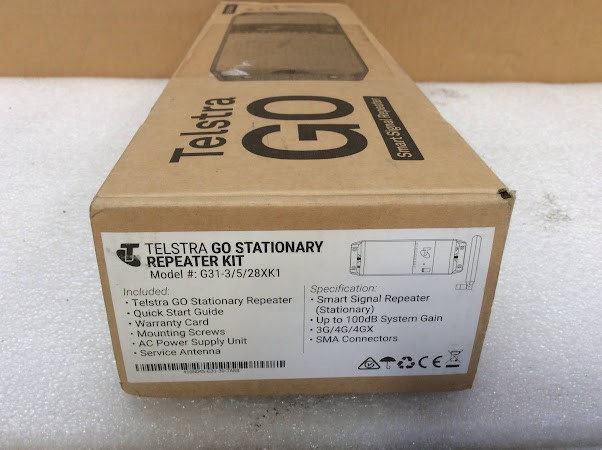 Telstra
GO
Smart Signal Repeater
TELSTRA GO STATIONARY
REPEATER KIT
Model #: G31-3/5/28XK1
Included:
• Telstra GO Stationary Repeater
• Quick Start Guide
• Warranty Card
• Mounting Screws
• AC Power Supply Unit
• Service Antenna
Specification:
• Smart Signal Repeater
(Stationary)
• Up to 100dB System Gain
• 3G/4G/4GX
• SMA Connectors